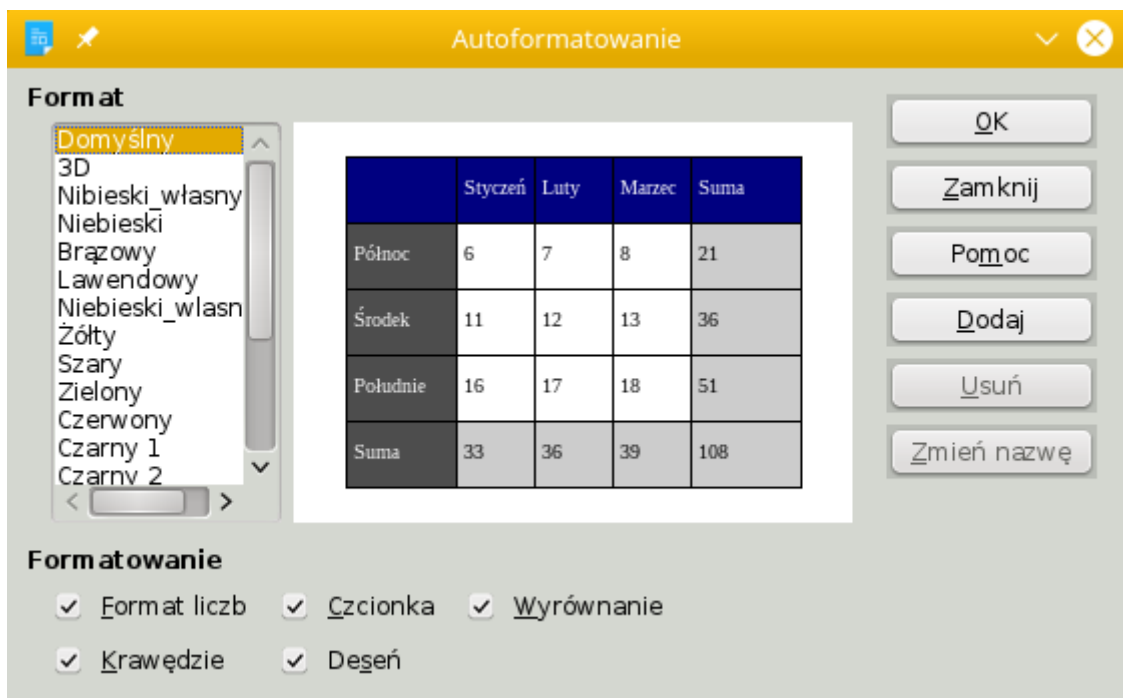 Autoformatowanie
Format
Domyślny
3D
Nibieski_własny
Niebieski
Brązowy
Lawendowy
Niebieski_wlasn
Żółty
Szary
Zielony
Czerwony
Czarny 1
Czarny 2
Styczeń Luty Marzec Suma
Północ 6 7 8 21
Środek 11 12 13 36
Południe 16 17 18 51
Suma 33 36 39 108
OK
Zamknij
Pomoc
Dodaj
Usuń
Zmień nazwę
Formatowanie
Format liczb Czcionka Wyrównanie
Krawędzie Deseń